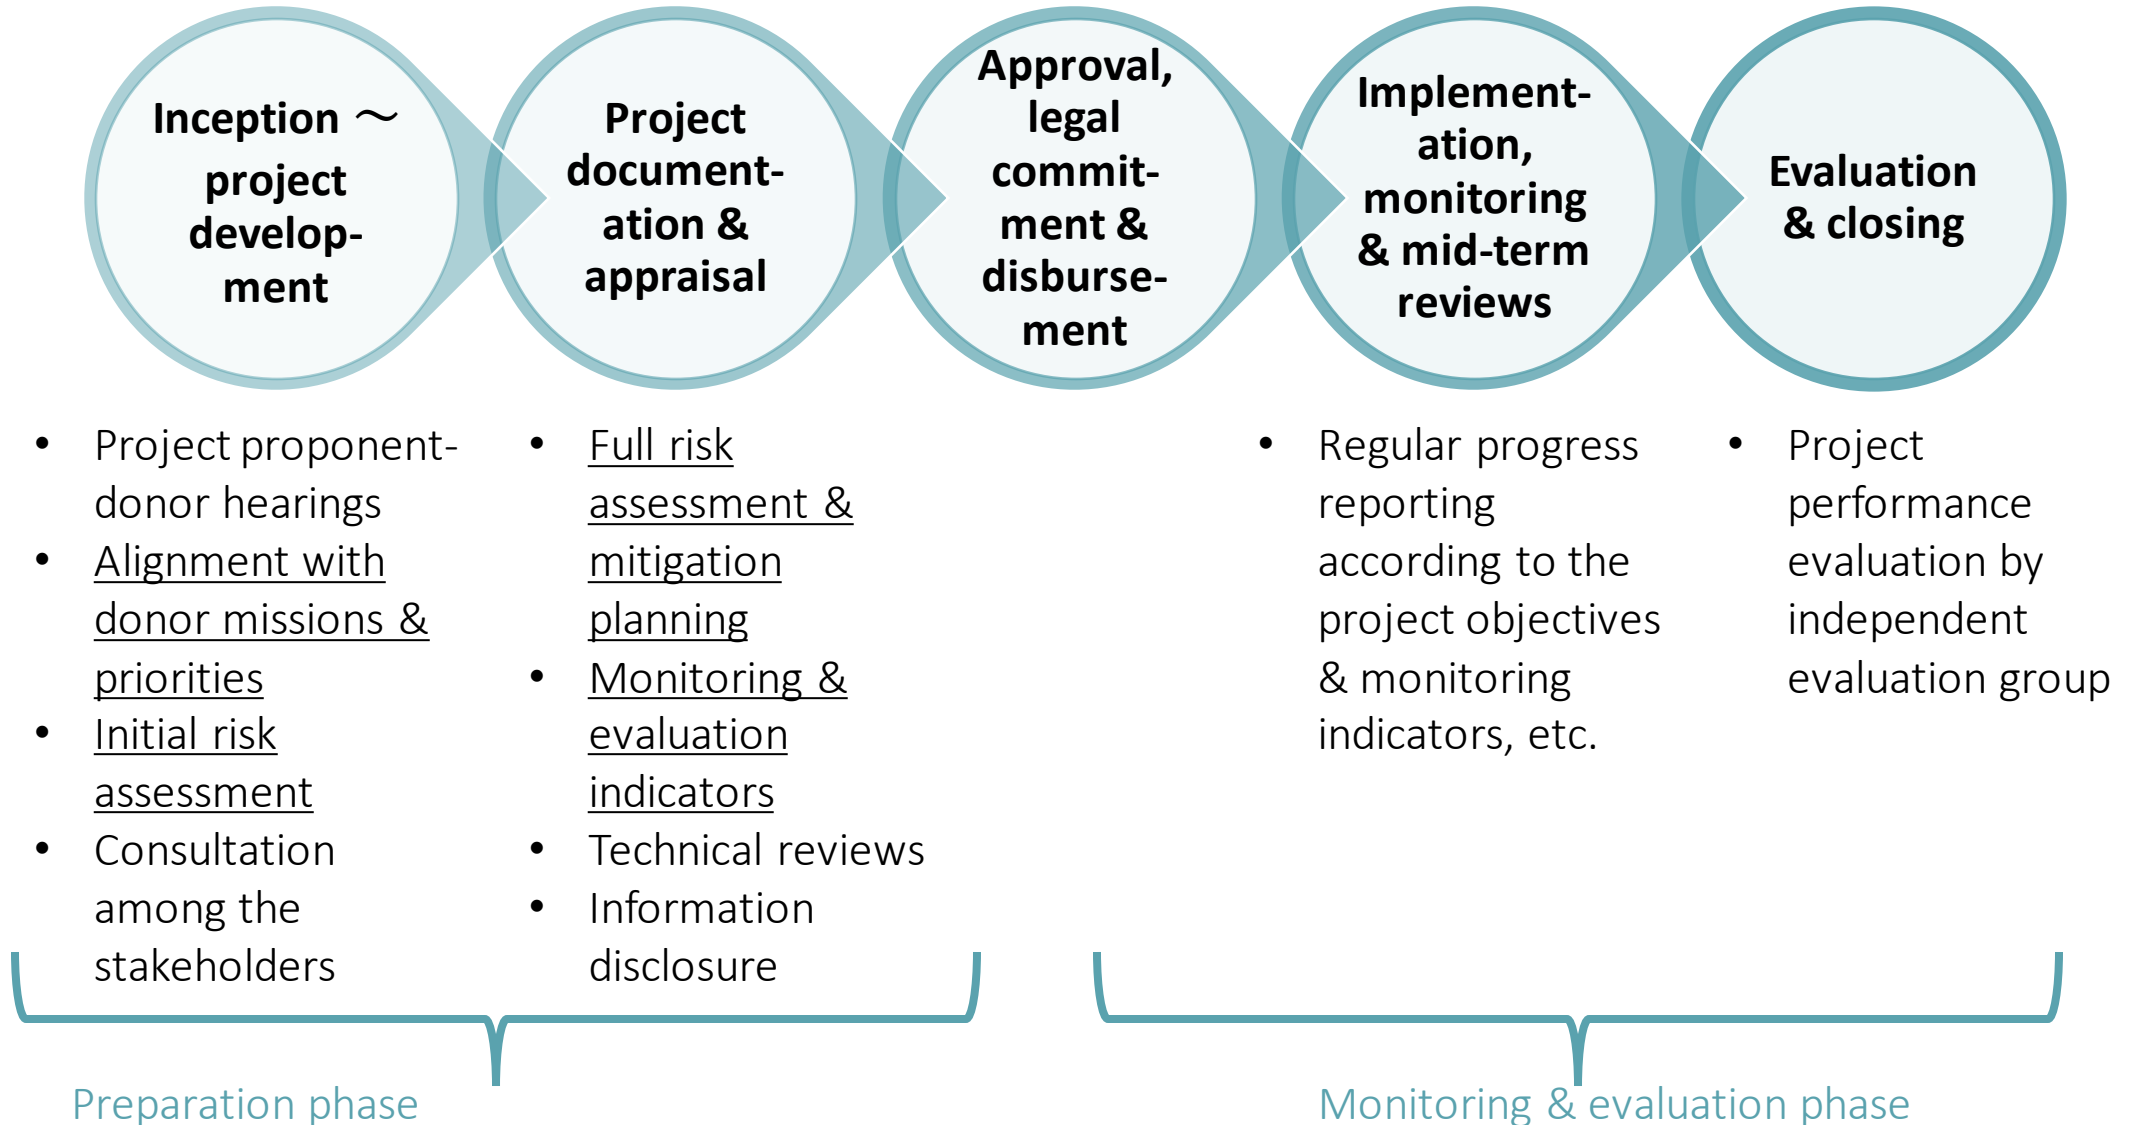 Inception ～
project
develop-
ment
Project
document-
ation &
appraisal
Approval,
legal
commit-
ment &
disburse-
ment
Implement-
ation,
monitoring
& mid-term
reviews
Evaluation
& closing
• Project proponent-
donor hearings
• Alignment with
donor missions &
priorities
• Initial risk
assessment
• Consultation
among the
stakeholders
• Full risk
assessment &
mitigation
planning
• Monitoring &
evaluation
indicators
• Technical reviews
• Information
disclosure
• Regular progress
reporting
according to the
project objectives
& monitoring
indicators, etc.
• Project
performance
evaluation by
independent
evaluation group
Preparation phase
Monitoring & evaluation phase